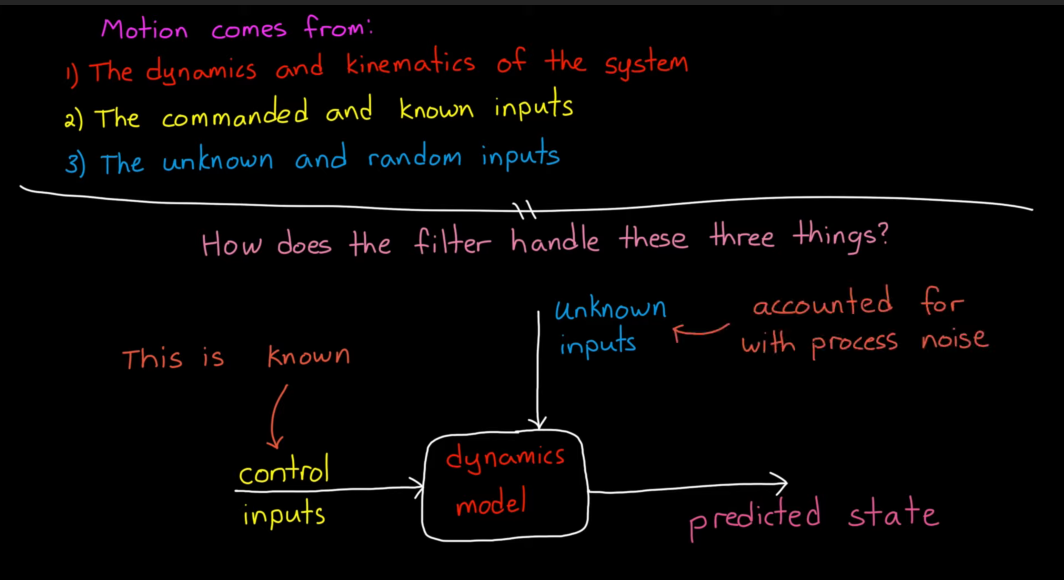 Motion comes from:
1) The dynamics and kinematics of the system
2) The commanded and known inputs
3) The unknown and random inputs
How does the filter handle these three things?
unknown
inputs
accounted for
with process noise
This is known
control
inputs
dynamics
model
predicted state